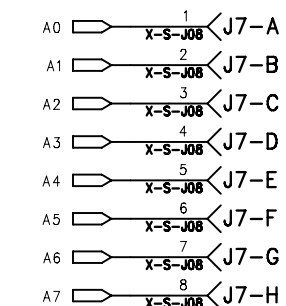 A0 1 X-S-J08 J7-A
A1 2 X-S-J08 J7-B
A2 3 X-S-J08 J7-C
A3 4 X-S-J08 J7-D
A4 5 X-S-J08 J7-E
A5 6 X-S-J08 J7-F
A6 7 X-S-J08 J7-G
A7 8 X-S-J08 J7-H